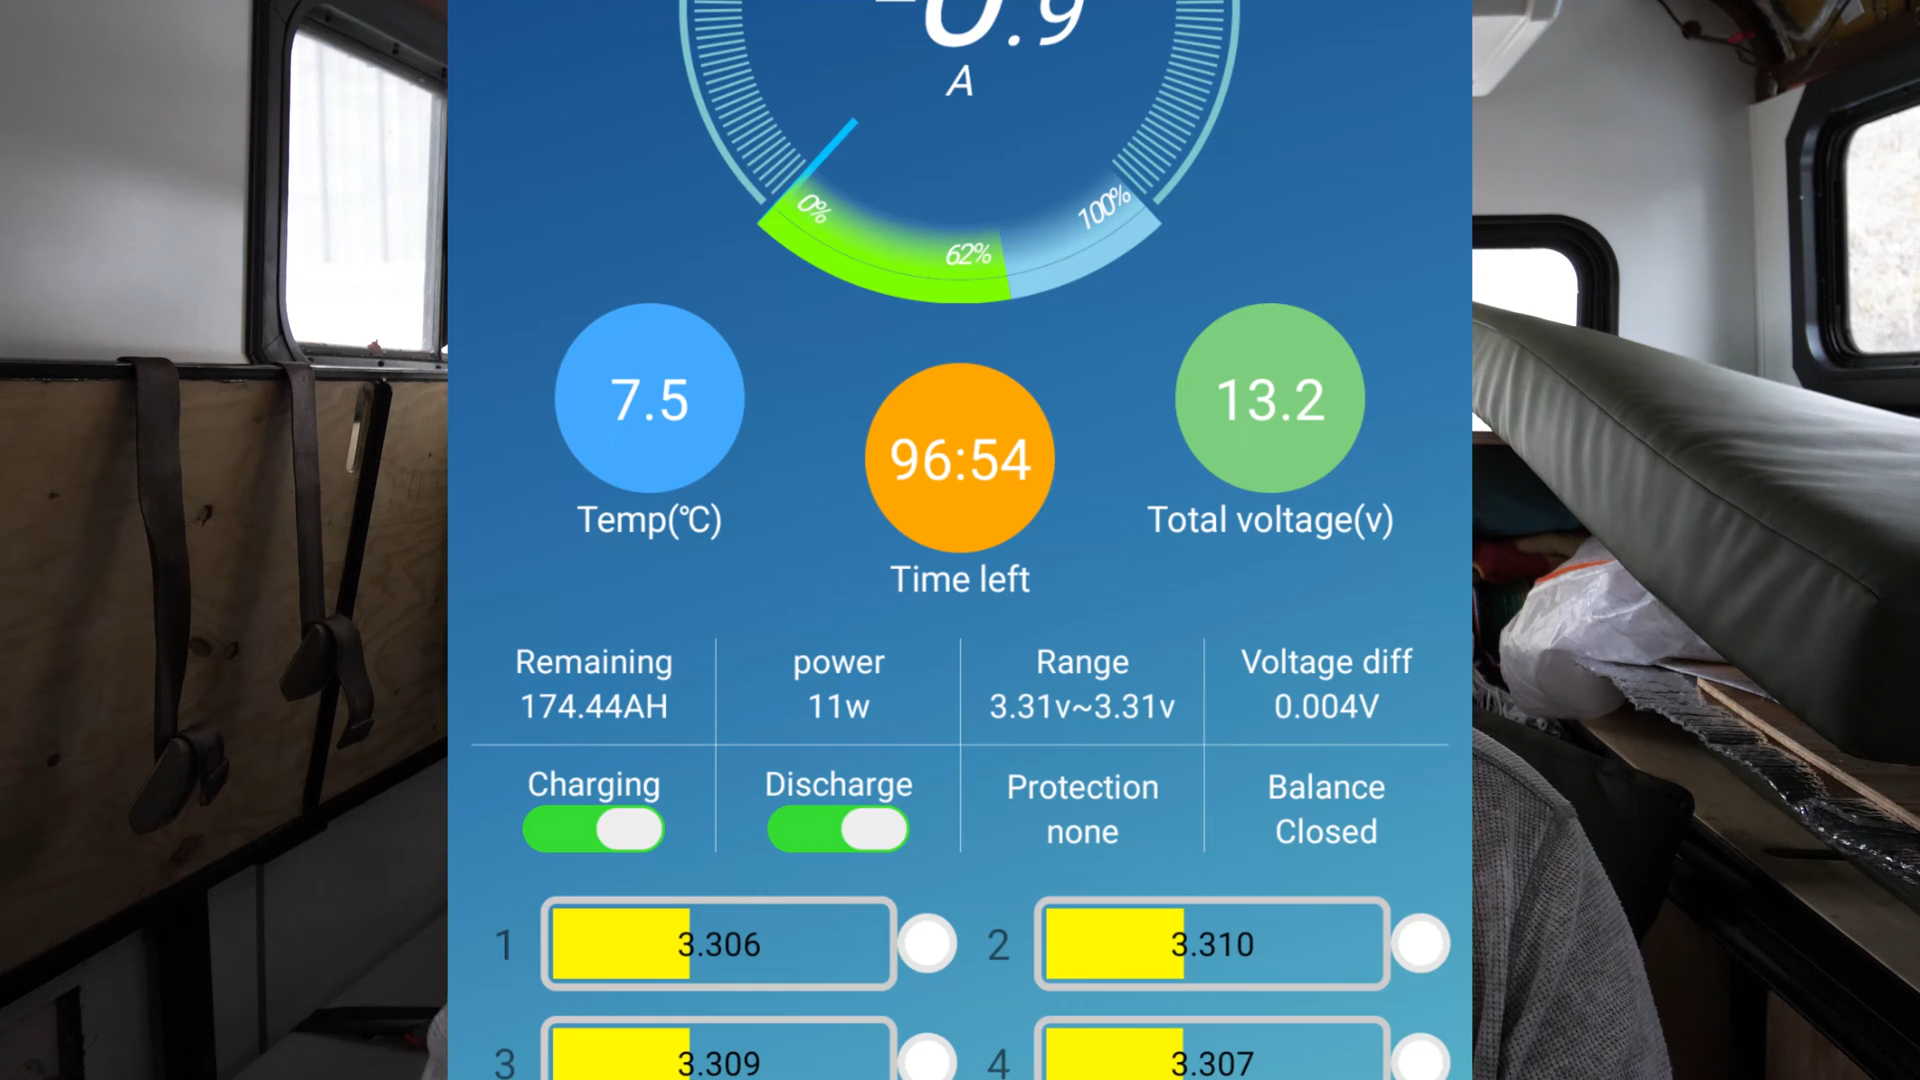 -0.9
A
0%
62%
100%
7.5
96:54
13.2
Temp(℃)
Time left
Total voltage(v)
Remaining
174.44AH
power
11w
Range
3.31v~3.31v
Voltage diff
0.004V
Charging
Discharge
Protection
none
Balance
Closed
1 3.306
2 3.310
3 3.309
4 3.307